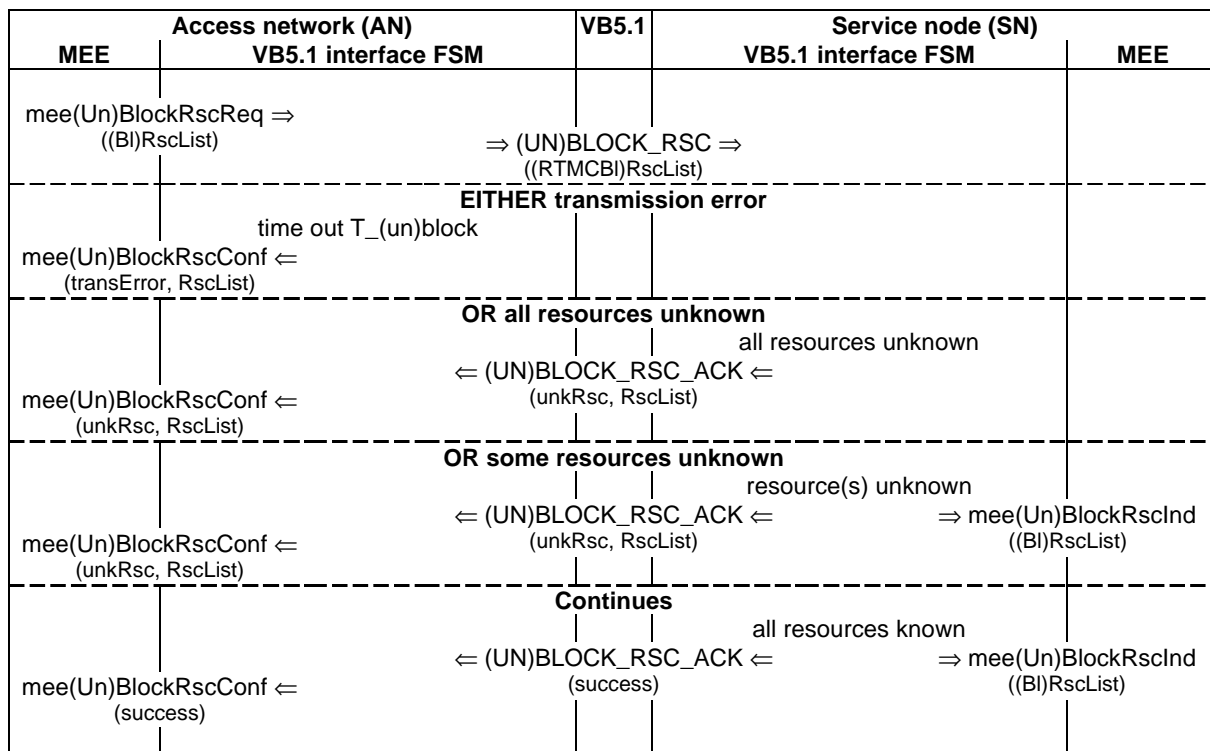 Access network (AN) VB5.1 Service node (SN)
MEE VB5.1 interface FSM VB5.1 interface FSM MEE
mee(Un)BlockRscReq ⇒
((Bl)RscList)
⇒ (UN)BLOCK_RSC ⇒
((RTMCBl)RscList)
EITHER transmission error
time out T_(un)block
mee(Un)BlockRscConf ⇐
(transError, RscList)
OR all resources unknown
all resources unknown
⇐ (UN)BLOCK_RSC_ACK ⇐
(unkRsc, RscList)
mee(Un)BlockRscConf ⇐
(unkRsc, RscList)
OR some resources unknown
resource(s) unknown
⇐ (UN)BLOCK_RSC_ACK ⇐ ⇒ mee(Un)BlockRscInd
(unkRsc, RscList) ((Bl)RscList)
mee(Un)BlockRscConf ⇐
(unkRsc, RscList)
Continues
all resources known
⇐ (UN)BLOCK_RSC_ACK ⇐ ⇒ mee(Un)BlockRscInd
(success) ((Bl)RscList)
mee(Un)BlockRscConf ⇐
(success)